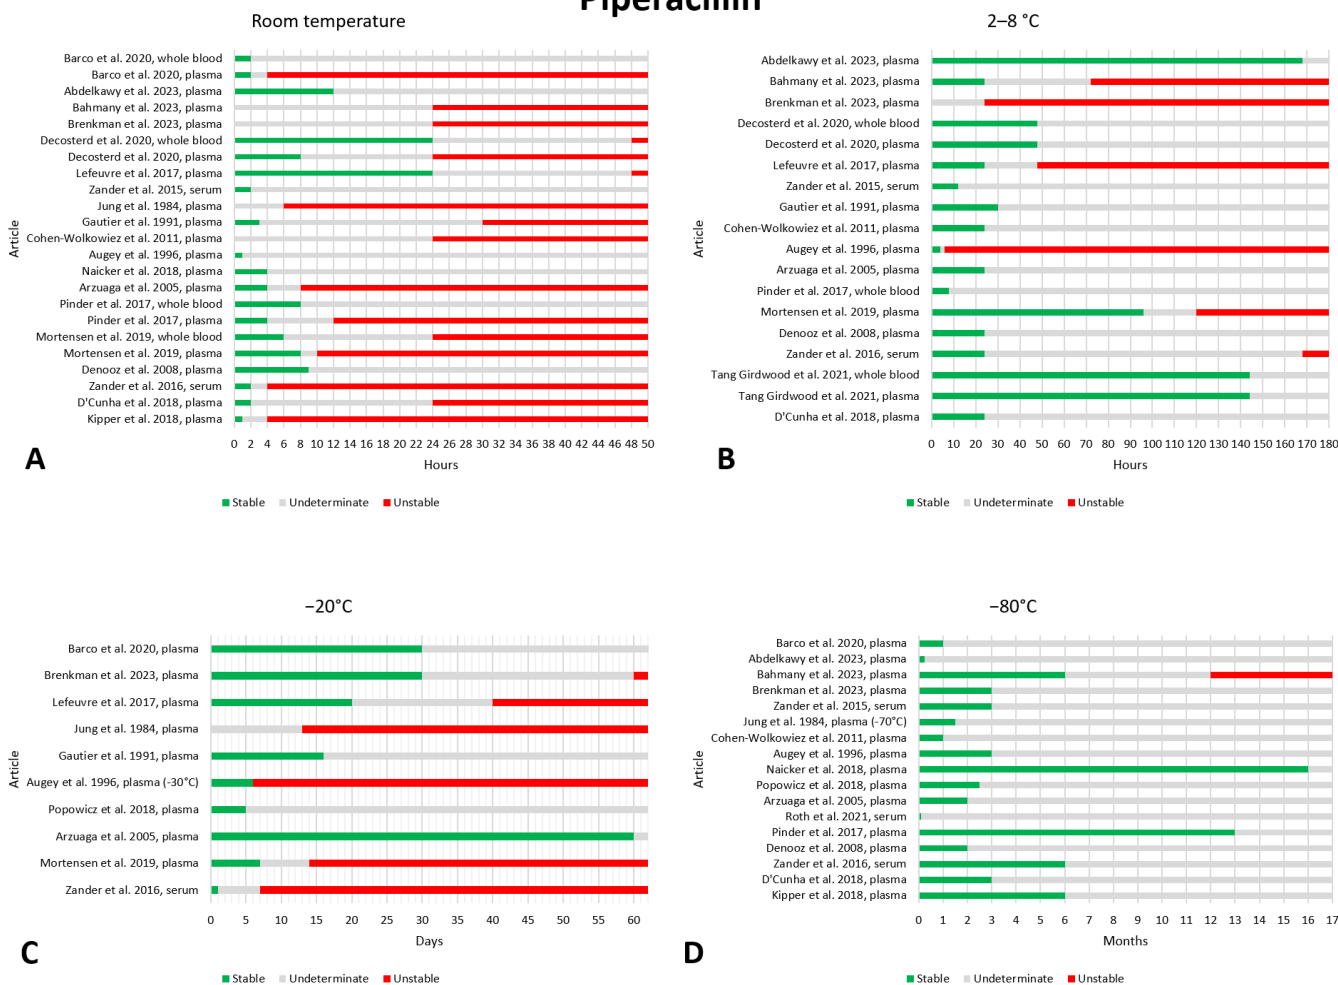 Piperacillin
Room temperature
Barco et al. 2020, whole blood
Barco et al. 2020, plasma
Abdelkawy et al. 2023, plasma
Bahmany et al. 2023, plasma
Brenkman et al. 2023, plasma
Decosterd et al. 2020, whole blood
Decosterd et al. 2020, plasma
Lefeuvre et al. 2017, plasma
Zander et al. 2015, serum
Jung et al. 1984, plasma
Gautier et al. 1991, plasma
Cohen-Wolkowiez et al. 2011, plasma
Augey et al. 1996, plasma
Naicker et al. 2018, plasma
Arzuaga et al. 2005, plasma
Pinder et al. 2017, whole blood
Pinder et al. 2017, plasma
Mortensen et al. 2019, whole blood
Mortensen et al. 2019, plasma
Denooz et al. 2008, plasma
Zander et al. 2016, serum
D'Cunha et al. 2018, plasma
Kipper et al. 2018, plasma
Article
0 2 4 6 8 10 12 14 16 18 20 22 24 26 28 30 32 34 36 38 40 42 44 46 48 50
Hours
A
Stable Undeterminate Unstable
2–8 °C
Abdelkawy et al. 2023, plasma
Bahmany et al. 2023, plasma
Brenkman et al. 2023, plasma
Decosterd et al. 2020, whole blood
Decosterd et al. 2020, plasma
Lefeuvre et al. 2017, plasma
Zander et al. 2015, serum
Gautier et al. 1991, plasma
Cohen-Wolkowiez et al. 2011, plasma
Augey et al. 1996, plasma
Arzuaga et al. 2005, plasma
Pinder et al. 2017, whole blood
Mortensen et al. 2019, plasma
Denooz et al. 2008, plasma
Zander et al. 2016, serum
Tang Girdwood et al. 2021, whole blood
Tang Girdwood et al. 2021, plasma
D'Cunha et al. 2018, plasma
Article
0 10 20 30 40 50 60 70 80 90 100 110 120 130 140 150 160 170 180
Hours
B
Stable Undeterminate Unstable
−20°C
Barco et al. 2020, plasma
Brenkman et al. 2023, plasma
Lefeuvre et al. 2017, plasma
Jung et al. 1984, plasma
Gautier et al. 1991, plasma
Augey et al. 1996, plasma (-30°C)
Popowicz et al. 2018, plasma
Arzuaga et al. 2005, plasma
Mortensen et al. 2019, plasma
Zander et al. 2016, serum
Article
0 5 10 15 20 25 30 35 40 45 50 55 60
Days
C
Stable Undeterminate Unstable
−80°C
Barco et al. 2020, plasma
Abdelkawy et al. 2023, plasma
Bahmany et al. 2023, plasma
Brenkman et al. 2023, plasma
Zander et al. 2015, serum
Jung et al. 1984, plasma (-70°C)
Cohen-Wolkowiez et al. 2011, plasma
Augey et al. 1996, plasma
Naicker et al. 2018, plasma
Popowicz et al. 2018, plasma
Arzuaga et al. 2005, plasma
Roth et al. 2021, serum
Pinder et al. 2017, plasma
Denooz et al. 2008, plasma
Zander et al. 2016, serum
D'Cunha et al. 2018, plasma
Kipper et al. 2018, plasma
Article
0 1 2 3 4 5 6 7 8 9 10 11 12 13 14 15 16 17
Months
D
Stable Undeterminate Unstable